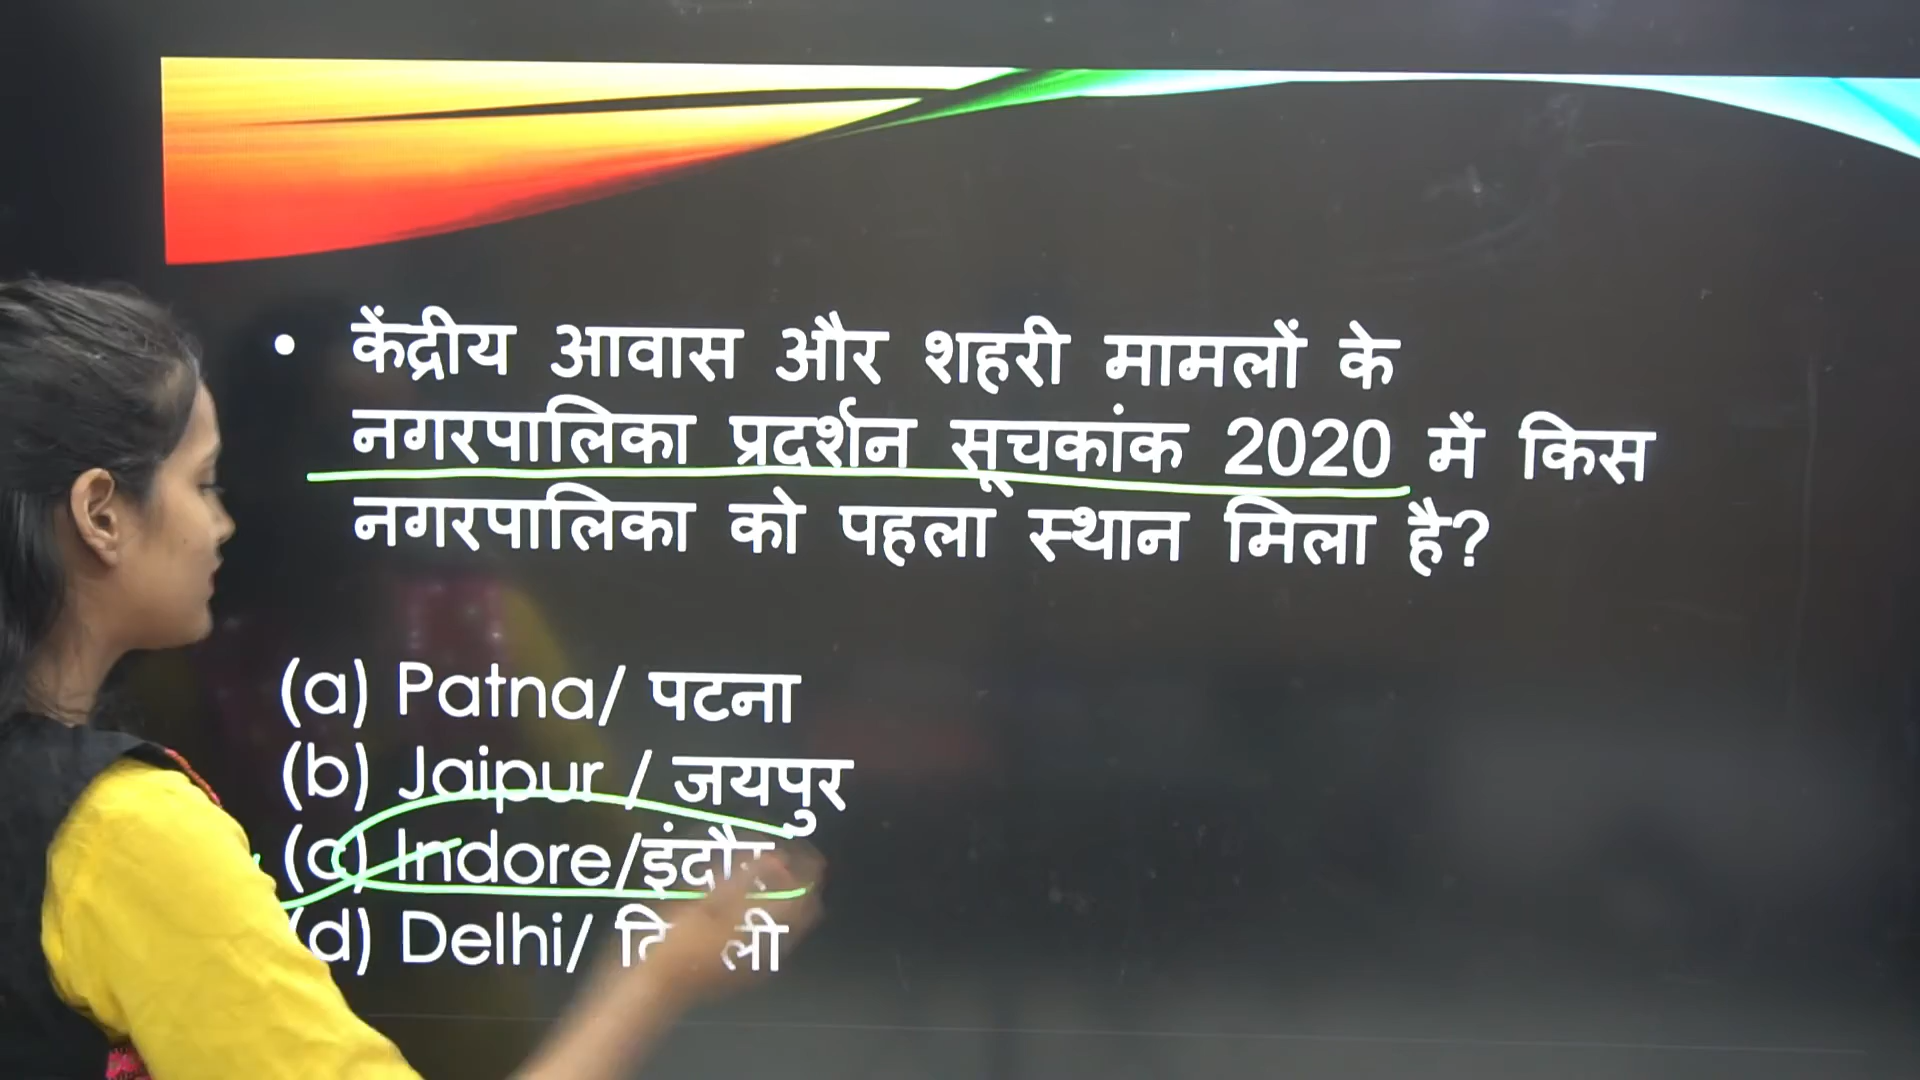 • केंद्रीय आवास और शहरी मामलों के
नगरपालिका प्रदर्शन सूचकांक 2020 में किस
नगरपालिका को पहला स्थान मिला है?
(a) Patna/ पटना
(b) Jaipur / जयपुर
(c) Indore/इंदौर
(d) Delhi/